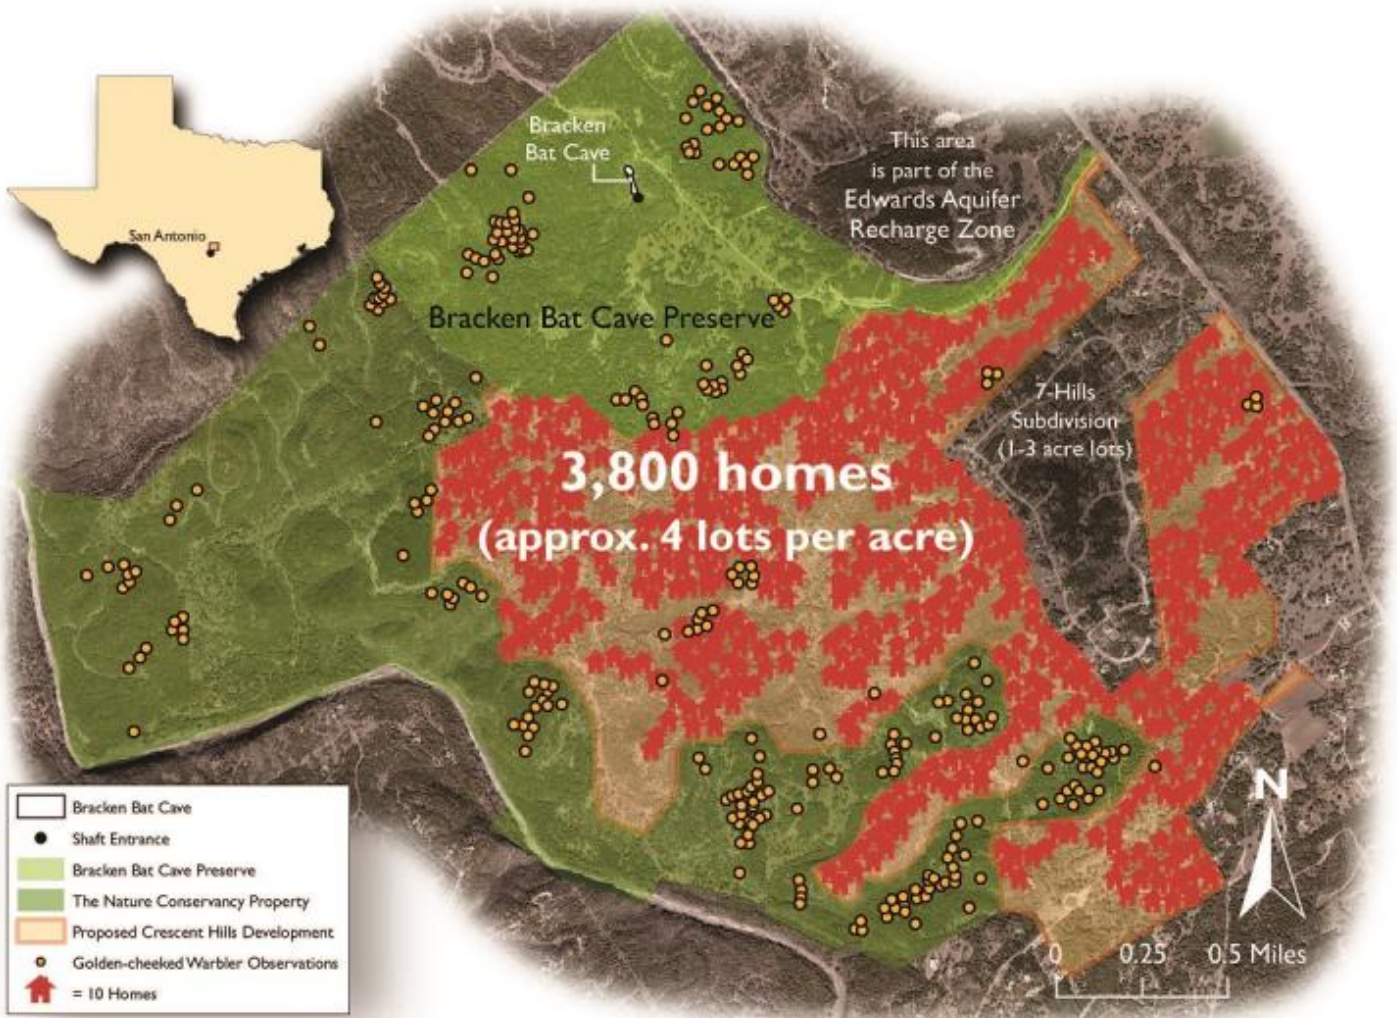 Bracken
Bat Cave
This area
is part of the
Edwards Aquifer
Recharge Zone
San Antonio
Bracken Bat Cave Preserve
7-Hills
Subdivision
(1-3 acre lots)
3,800 homes
(approx. 4 lots per acre)
Bracken Bat Cave
Shaft Entrance
Bracken Bat Cave Preserve
The Nature Conservancy Property
Proposed Crescent Hills Development
Golden-cheeked Warbler Observations
= 10 Homes
N
0 0.25 0.5 Miles